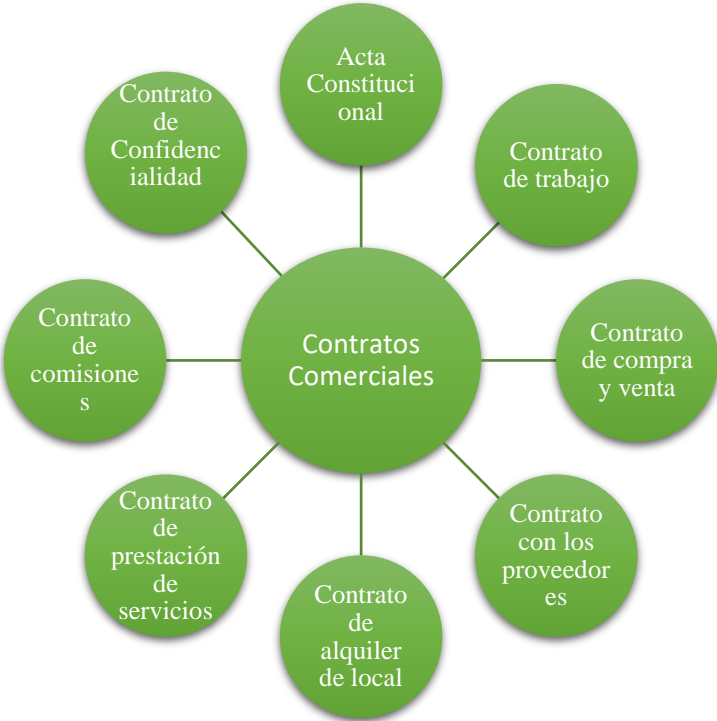 Acta
Constituci
onal
Contrato
de trabajo
Contrato
de compra
y venta
Contrato
con los
proveedor
es
Contrato
de
alquiler
de local
Contrato
de
prestación
de
servicios
Contrato
de
comisione
s
Contrato
de
Confidenc
ialidad
Contratos
Comerciales